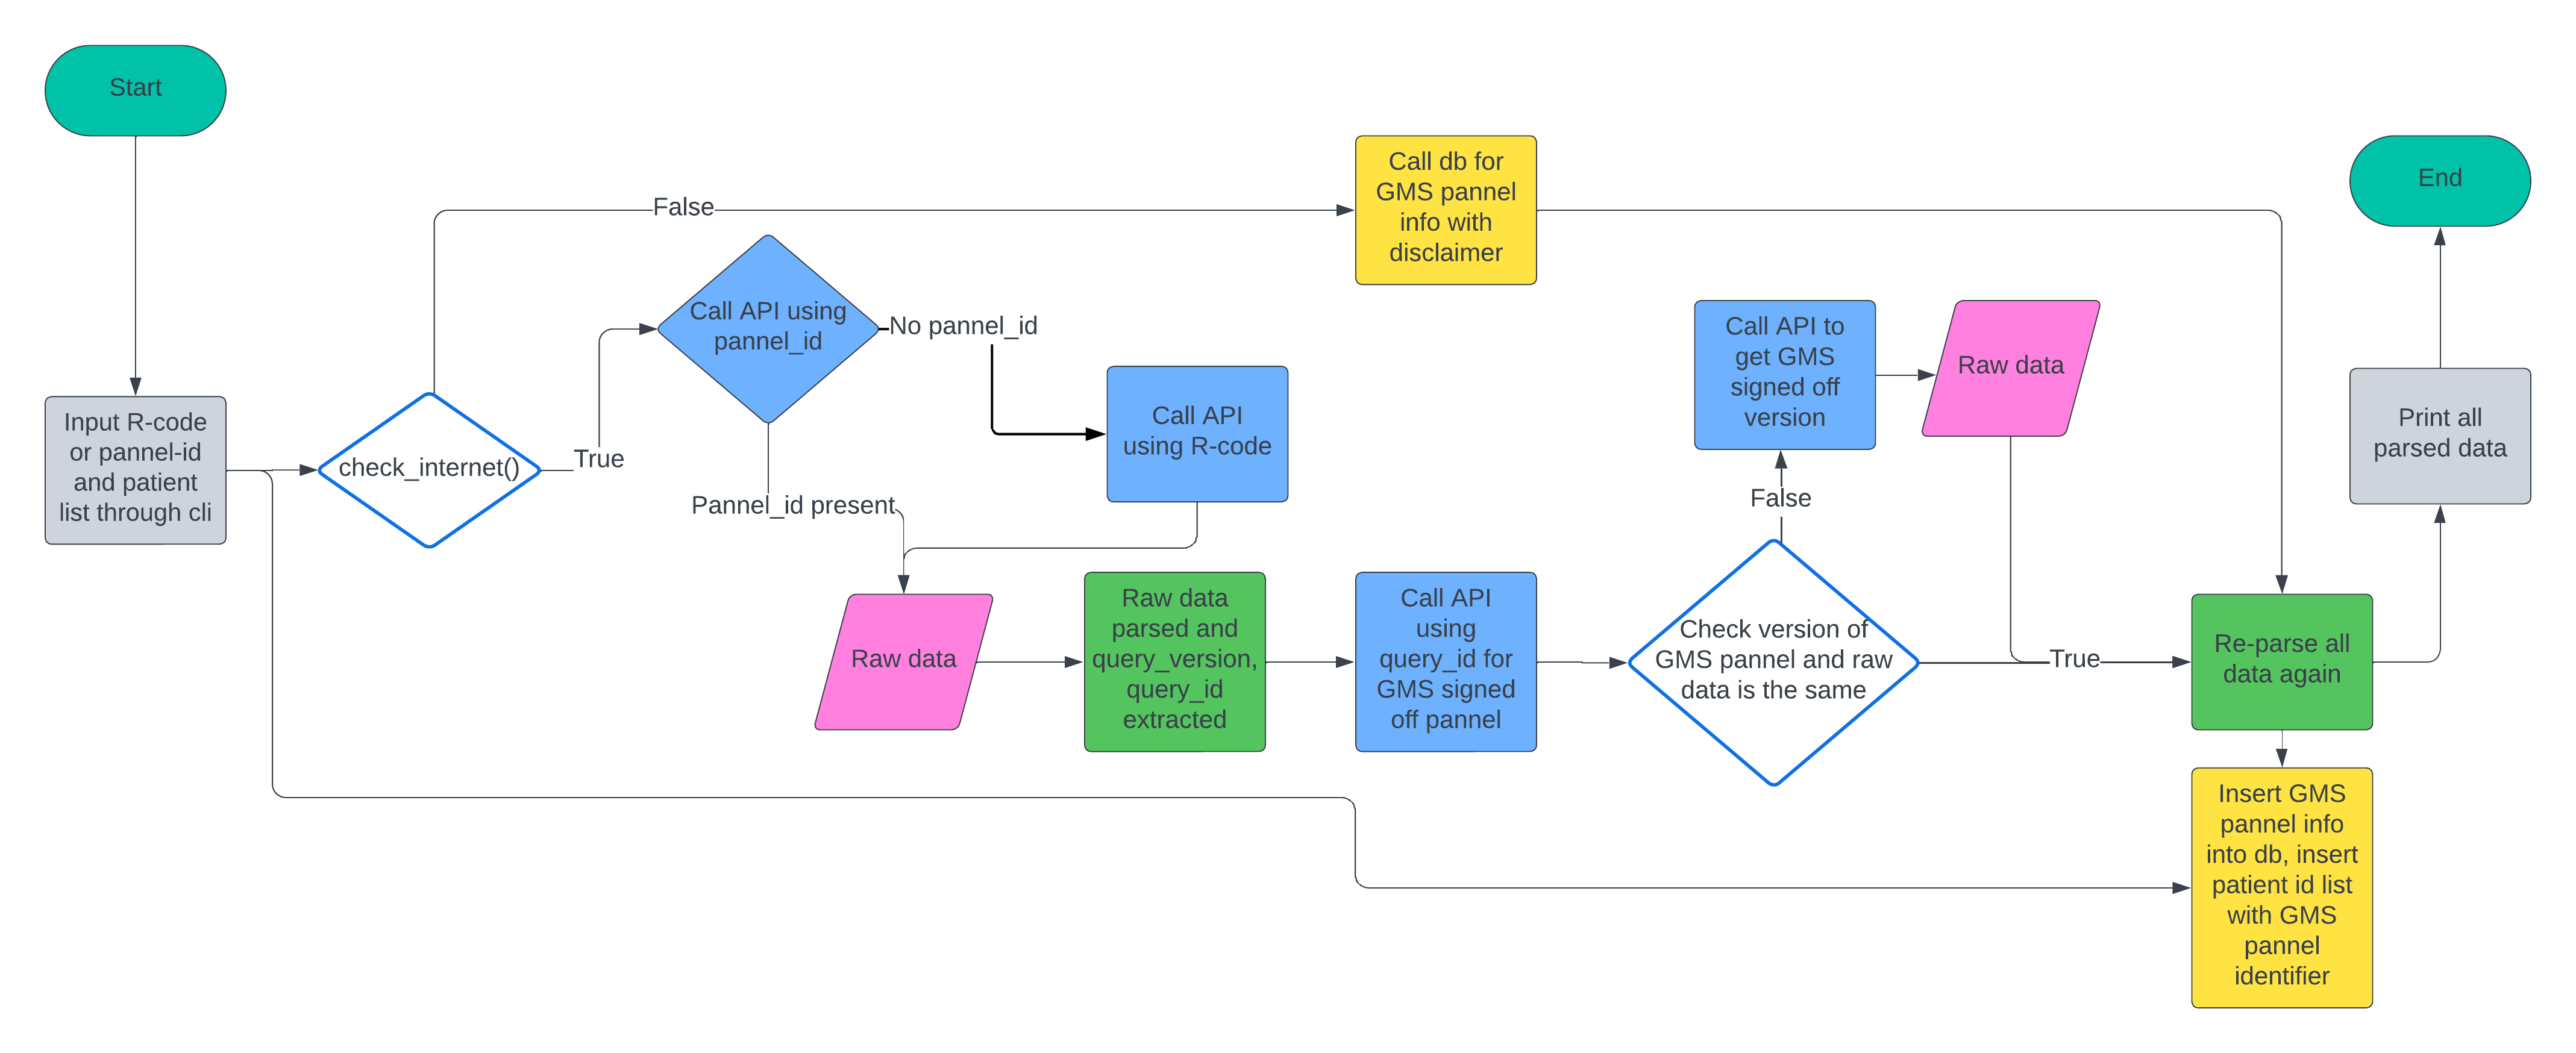 Start
Input R-code
or pannel-id
and patient
list through cli
check_internet()
False
True
Call API using
pannel_id
No pannel_id
Pannel_id present
Call API
using R-code
Raw data
Raw data
parsed and
query_version,
query_id
extracted
Call API
using
query_id for
GMS signed
off pannel
Call db for
GMS pannel
info with
disclaimer
Check version of
GMS pannel and raw
data is the same
False
True
Call API to
get GMS
signed off
version
Raw data
Re-parse all
data again
Insert GMS
pannel info
into db, insert
patient id list
with GMS
pannel
identifier
Print all
parsed data
End